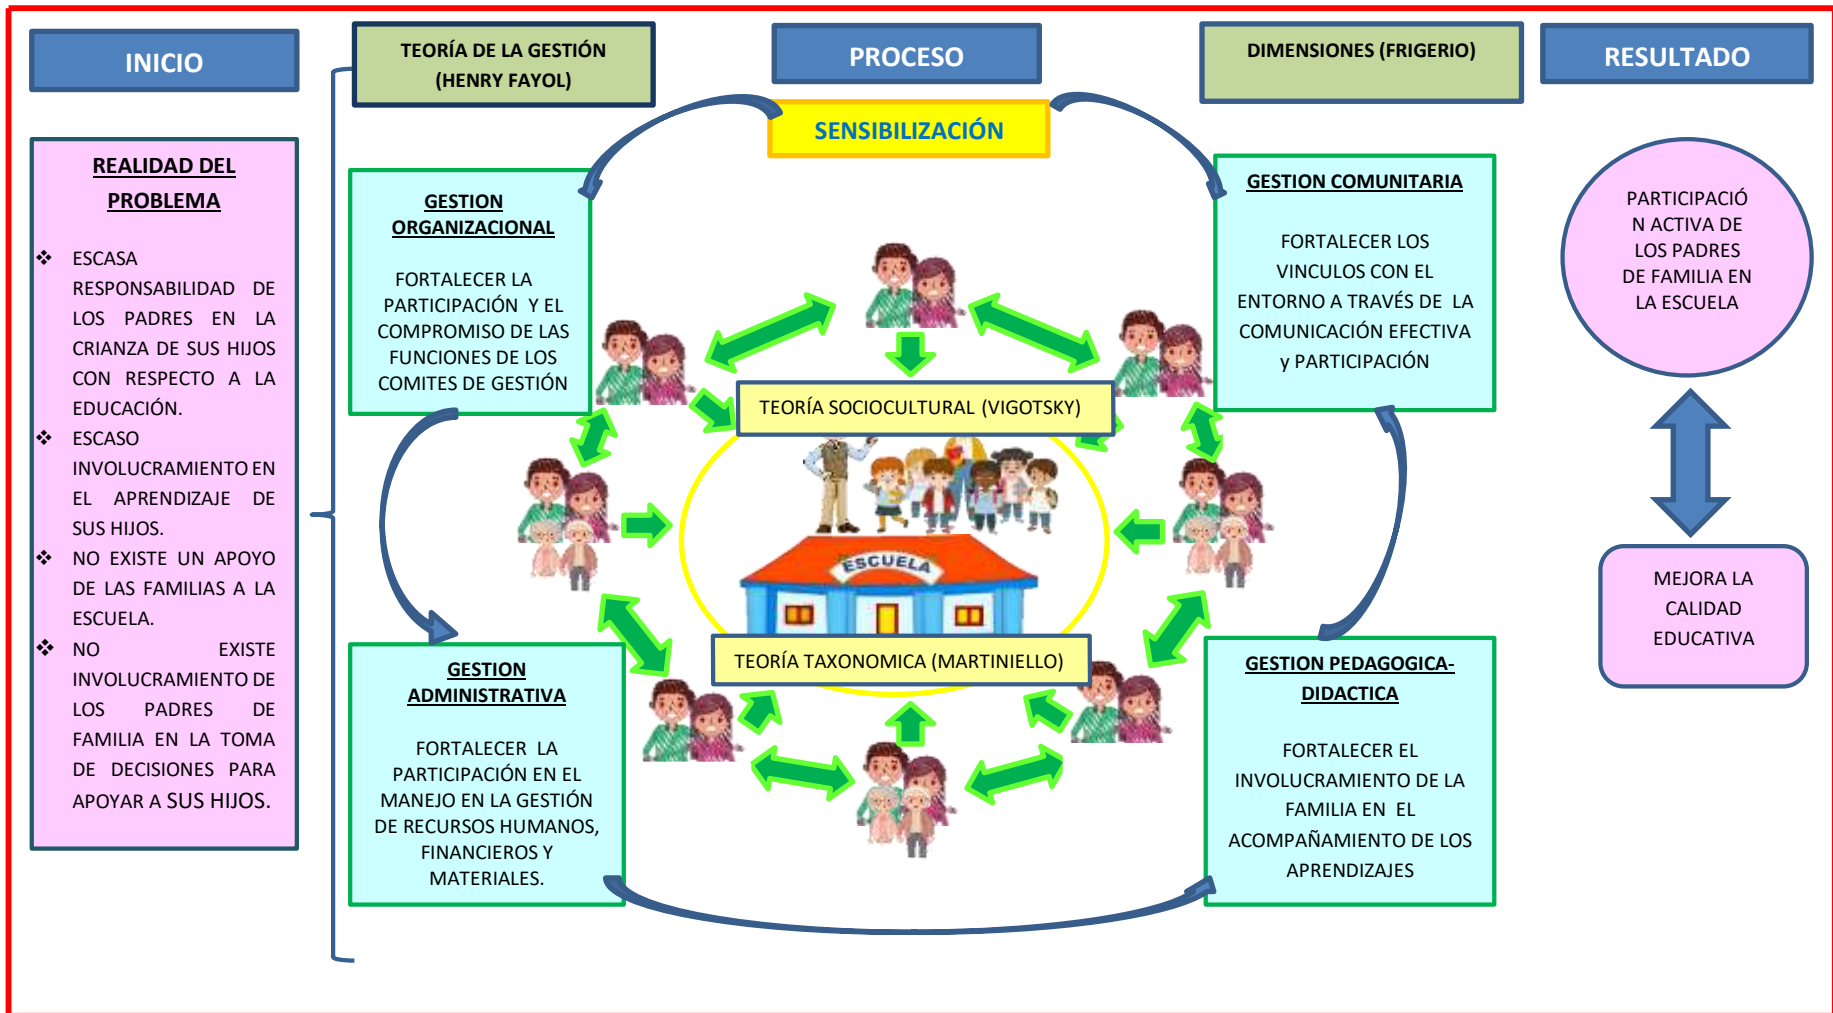 INICIO
TEORÍA DE LA GESTIÓN
(HENRY FAYOL)
PROCESO
DIMENSIONES (FRIGERIO)
RESULTADO
SENSIBILIZACIÓN
REALIDAD DEL
PROBLEMA
❖ ESCASA
RESPONSABILIDAD DE
LOS PADRES EN LA
CRIANZA DE SUS HIJOS
CON RESPECTO A LA
EDUCACIÓN.
❖ ESCASO
INVOLUCRAMIENTO EN
EL APRENDIZAJE DE
SUS HIJOS.
❖ NO EXISTE UN APOYO
DE LAS FAMILIAS A LA
ESCUELA.
❖ NO EXISTE
INVOLUCRAMIENTO DE
LOS PADRES DE
FAMILIA EN LA TOMA
DE DECISIONES PARA
APOYAR A SUS HIJOS.
GESTION
ORGANIZACIONAL
FORTALECER LA
PARTICIPACIÓN Y EL
COMPROMISO DE LAS
FUNCIONES DE LOS
COMITES DE GESTIÓN
GESTION COMUNITARIA
FORTALECER LOS
VINCULOS CON EL
ENTORNO A TRAVÉS DE LA
COMUNICACIÓN EFECTIVA
y PARTICIPACIÓN
PARTICIPACIÓ
N ACTIVA DE
LOS PADRES
DE FAMILIA EN
LA ESCUELA
TEORÍA SOCIOCULTURAL (VIGOTSKY)
ESCUELA
TEORÍA TAXONOMICA (MARTINIELLO)
GESTION
ADMINISTRATIVA
FORTALECER LA
PARTICIPACIÓN EN EL
MANEJO EN LA GESTIÓN
DE RECURSOS HUMANOS,
FINANCIEROS Y
MATERIALES.
GESTION PEDAGOGICA-
DIDACTICA
FORTALECER EL
INVOLUCRAMIENTO DE LA
FAMILIA EN EL
ACOMPAÑAMIENTO DE LOS
APRENDIZAJES
MEJORA LA
CALIDAD
EDUCATIVA